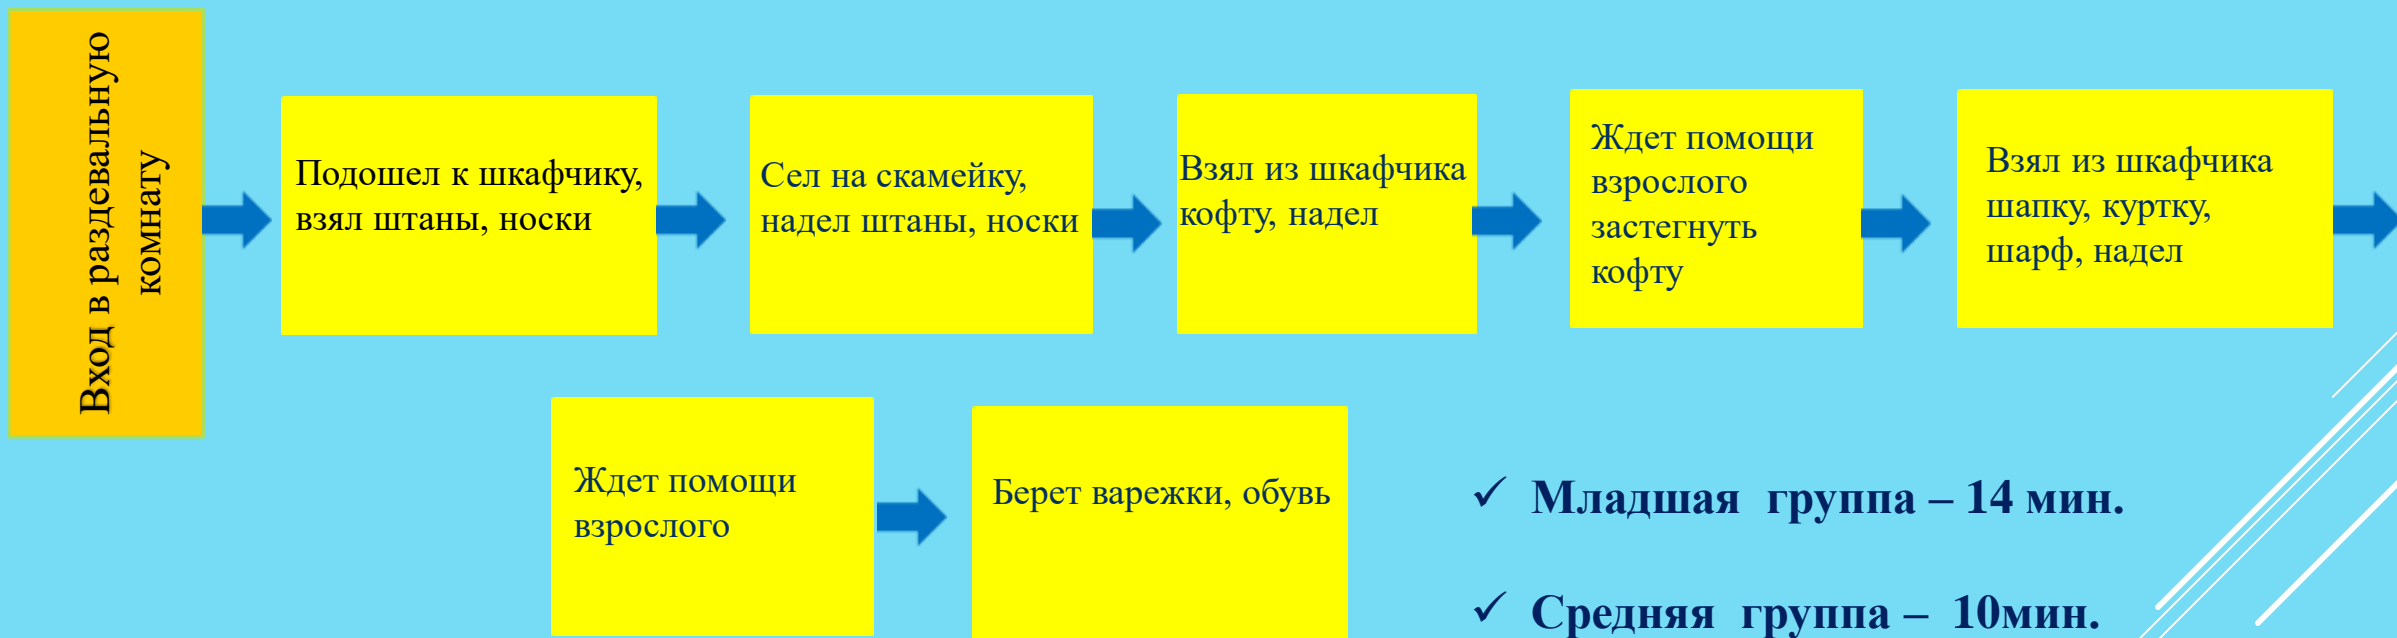 Вход в раздевальную
комнату
Подошел к шкафчику,
взял штаны, носки
Сел на скамейку,
надел штаны, носки
Взял из шкафчика
кофту, надел
Ждет помощи
взрослого
застегнуть
кофту
Взял из шкафчика
шапку, куртку,
шарф, надел
Ждет помощи
взрослого
Берет варежки, обувь
✓ Младшая группа – 14 мин.
✓ Средняя группа – 10мин.